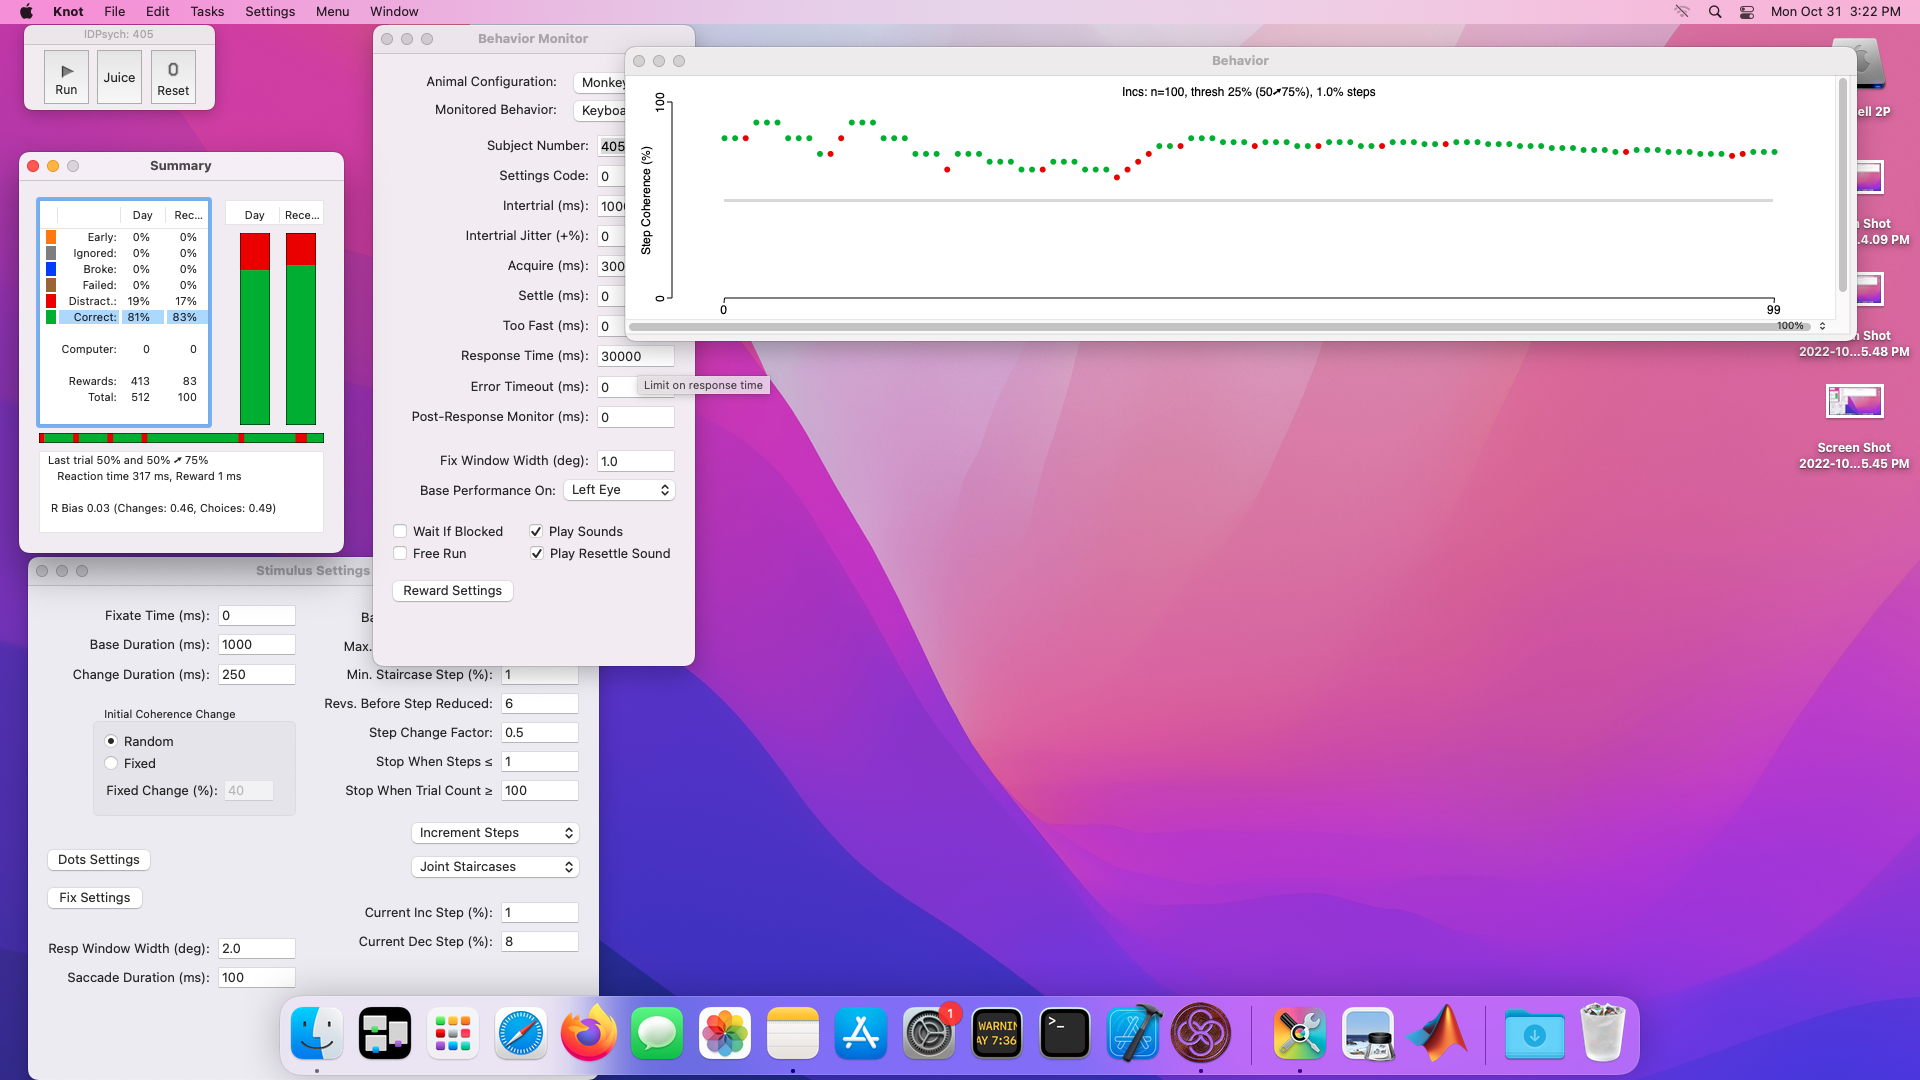 Knot File Edit Tasks Settings Menu Window Mon Oct 31 3:22 PM
IDPsych: 405
Run Juice 0 Reset
Summary
Day Rec... Day Rece...
Early: 0% 0%
Ignored: 0% 0%
Broke: 0% 0%
Failed: 0% 0%
Distract.: 19% 17%
Correct: 81% 83%
Computer: 0 0
Rewards: 413 83
Total: 512 100
Last trial 50% and 50% ➚ 75%
Reaction time 317 ms, Reward 1 ms
R Bias 0.03 (Changes: 0.46, Choices: 0.49)
Behavior Monitor
Animal Configuration: Monkey
Monitored Behavior: Keyboa
Subject Number: 405
Settings Code: 0
Intertrial (ms): 100
Intertrial Jitter (+%): 0
Acquire (ms): 300
Settle (ms): 0
Too Fast (ms): 0
Response Time (ms): 30000
Error Timeout (ms): 0
Limit on response time
Post-Response Monitor (ms): 0
Fix Window Width (deg): 1.0
Base Performance On: Left Eye
Wait If Blocked Play Sounds
Free Run Play Resettle Sound
Reward Settings
Behavior
Incs: n=100, thresh 25% (50➚75%), 1.0% steps
100
Step Coherence (%)
0
0 99
100%
Stimulus Settings
Fixate Time (ms): 0
Base Duration (ms): 1000
Change Duration (ms): 250
Initial Coherence Change
Random
Fixed
Fixed Change (%): 40
Dots Settings
Fix Settings
Resp Window Width (deg): 2.0
Saccade Duration (ms): 100
Ba
Max.
Min. Staircase Step (%): 1
Revs. Before Step Reduced: 6
Step Change Factor: 0.5
Stop When Steps ≤ 1
Stop When Trial Count ≥ 100
Increment Steps
Joint Staircases
Current Inc Step (%): 1
Current Dec Step (%): 8
ell 2P
n Shot
...4.09 PM
n Shot
2022-10...5.48 PM
Screen Shot
2022-10...5.45 PM
1
WARNIN
AY 7:36
>_